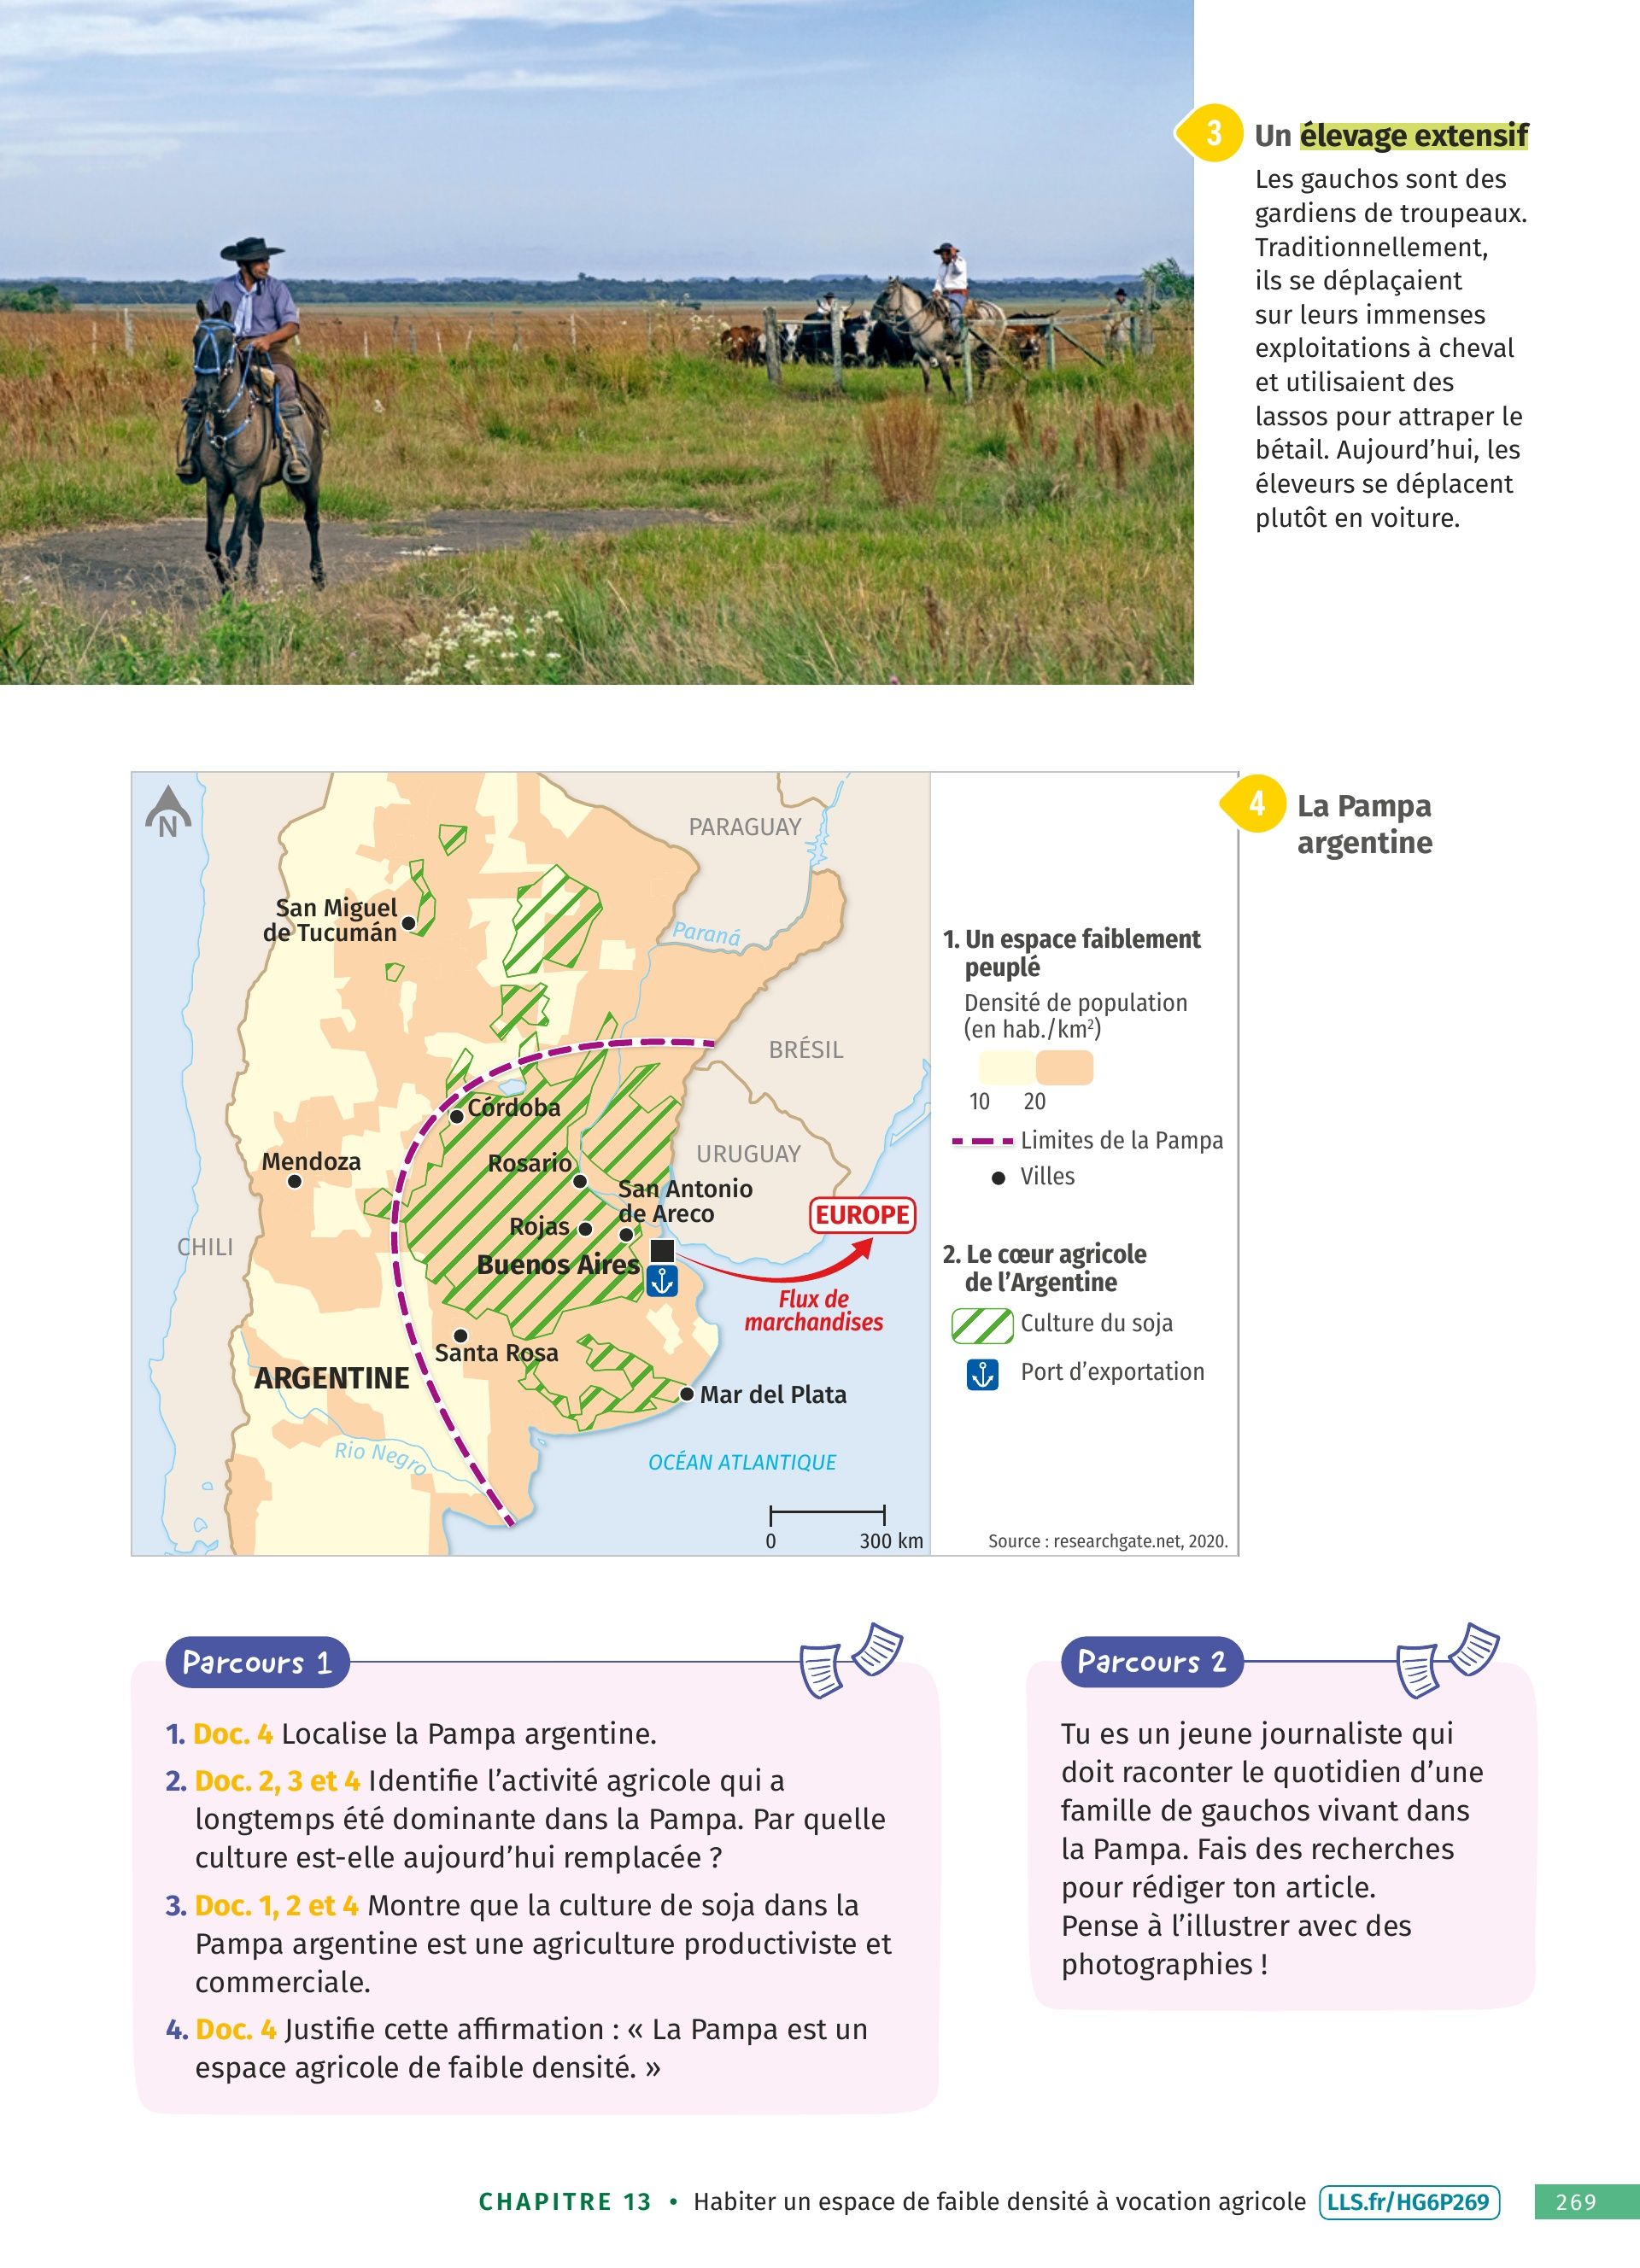 3
Un élevage extensif
Les gauchos sont des
gardiens de troupeaux.
Traditionnellement,
ils se déplaçaient
sur leurs immenses
exploitations à cheval
et utilisaient des
lassos pour attraper le
bétail. Aujourd’hui, les
éleveurs se déplacent
plutôt en voiture.
4
La Pampa
argentine
N
PARAGUAY
San Miguel
de Tucumán
Paraná
BRÉSIL
Córdoba
Mendoza
Rosario
URUGUAY
San Antonio
de Areco
Rojas
EUROPE
CHILI
Buenos Aires
Flux de
marchandises
Santa Rosa
ARGENTINE
Mar del Plata
Rio Negro
OCÉAN ATLANTIQUE
0 300 km
1. Un espace faiblement
peuplé
Densité de population
(en hab./km²)
10 20
Limites de la Pampa
Villes
2. Le cœur agricole
de l’Argentine
Culture du soja
Port d’exportation
Source : researchgate.net, 2020.
Parcours 1
1. Doc. 4 Localise la Pampa argentine.
2. Doc. 2, 3 et 4 Identifie l’activité agricole qui a
longtemps été dominante dans la Pampa. Par quelle
culture est-elle aujourd’hui remplacée ?
3. Doc. 1, 2 et 4 Montre que la culture de soja dans la
Pampa argentine est une agriculture productiviste et
commerciale.
4. Doc. 4 Justifie cette affirmation : « La Pampa est un
espace agricole de faible densité. »
Parcours 2
Tu es un jeune journaliste qui
doit raconter le quotidien d’une
famille de gauchos vivant dans
la Pampa. Fais des recherches
pour rédiger ton article.
Pense à l’illustrer avec des
photographies !
CHAPITRE 13 • Habiter un espace de faible densité à vocation agricole LLS.fr/HG6P269 269